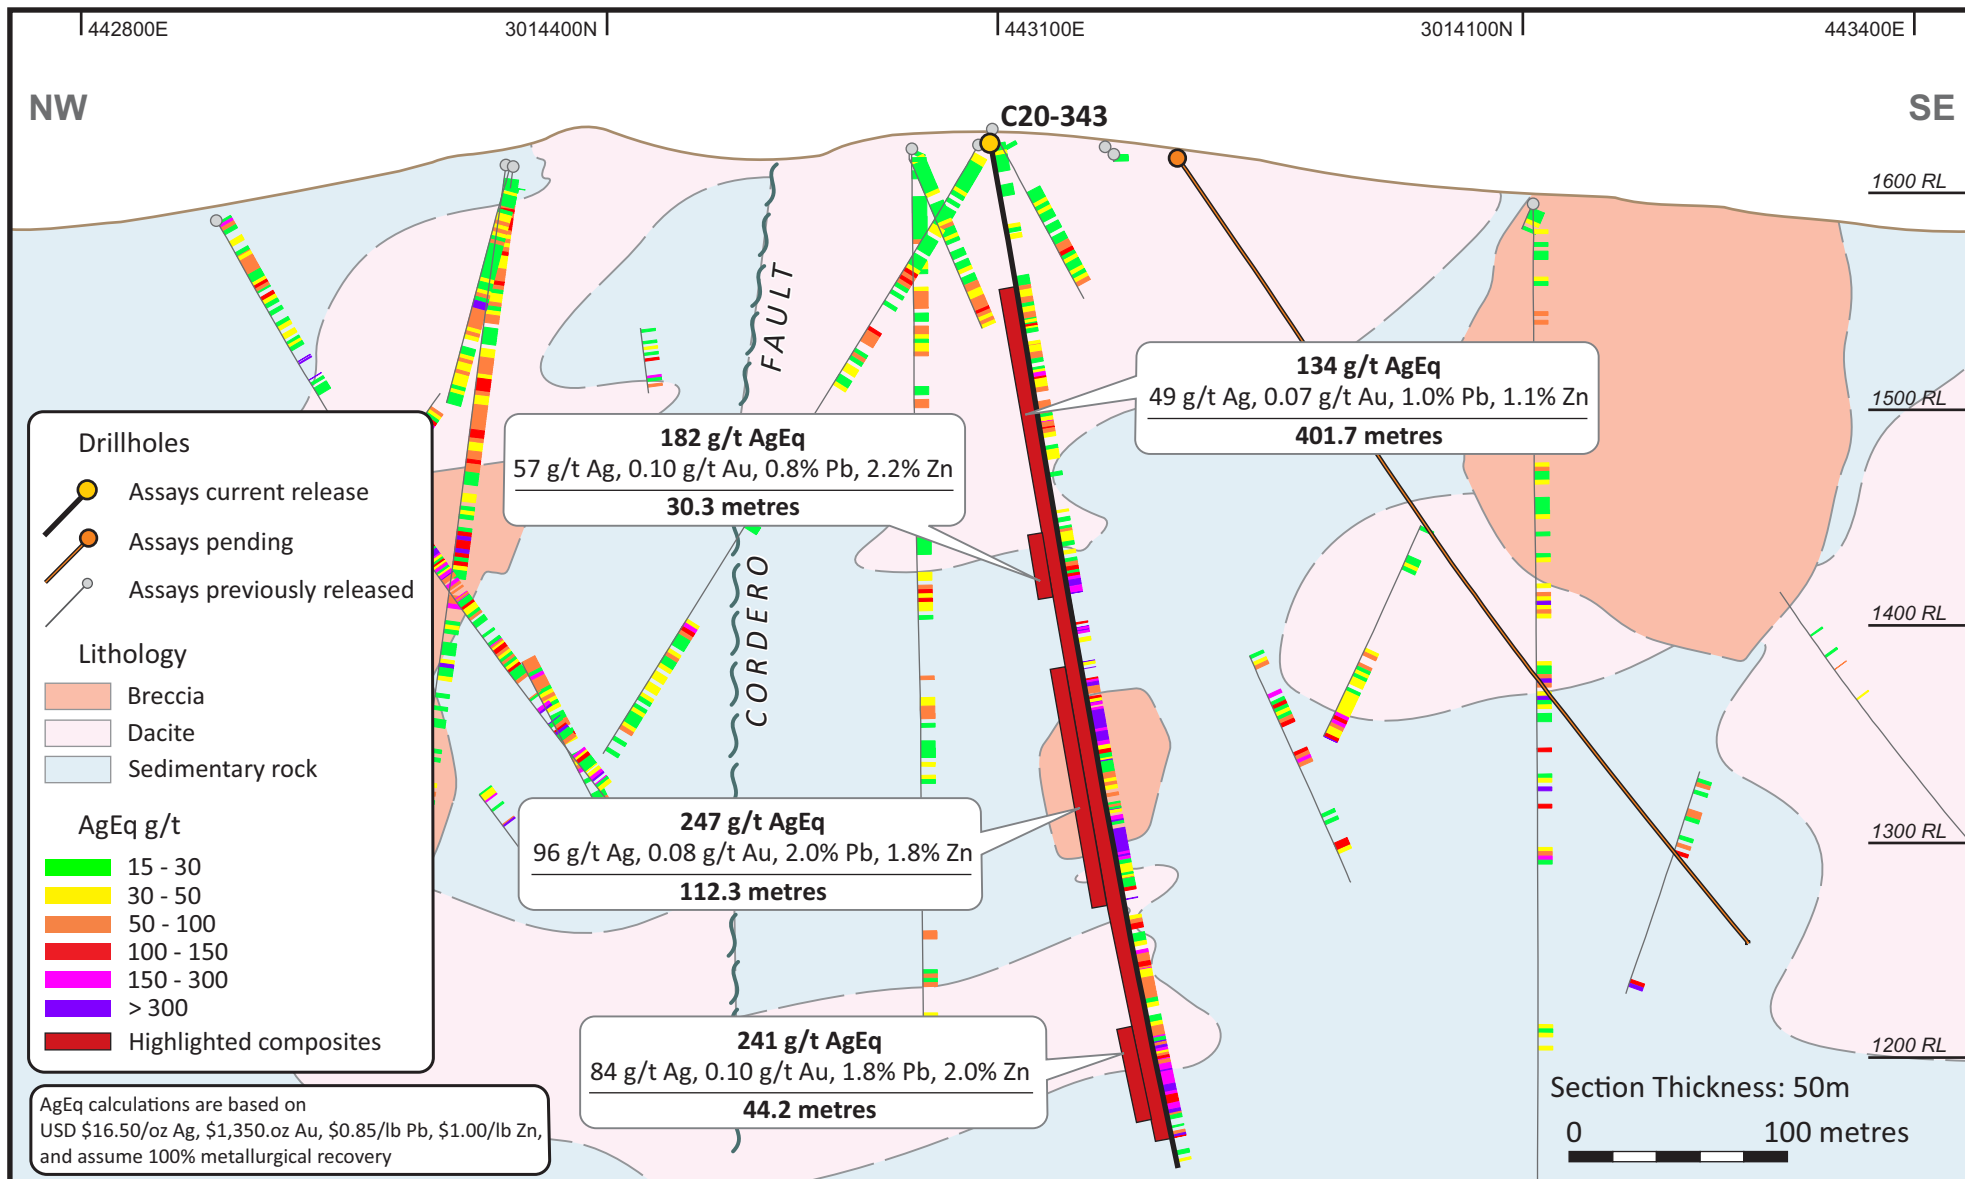 442800E
3014400N
443100E
3014100N
443400E
NW
C20-343
SE
1600 RL
FAULT
134 g/t AgEq
49 g/t Ag, 0.07 g/t Au, 1.0% Pb, 1.1% Zn
401.7 metres
1500 RL
182 g/t AgEq
57 g/t Ag, 0.10 g/t Au, 0.8% Pb, 2.2% Zn
30.3 metres
Drillholes
Assays current release
Assays pending
Assays previously released
Lithology
Breccia
Dacite
Sedimentary rock
AgEq g/t
15 - 30
30 - 50
50 - 100
100 - 150
150 - 300
> 300
Highlighted composites
CORDERO
1400 RL
247 g/t AgEq
96 g/t Ag, 0.08 g/t Au, 2.0% Pb, 1.8% Zn
112.3 metres
1300 RL
241 g/t AgEq
84 g/t Ag, 0.10 g/t Au, 1.8% Pb, 2.0% Zn
44.2 metres
1200 RL
AgEq calculations are based on
USD $16.50/oz Ag, $1,350.oz Au, $0.85/lb Pb, $1.00/lb Zn,
and assume 100% metallurgical recovery
Section Thickness: 50m
0 100 metres